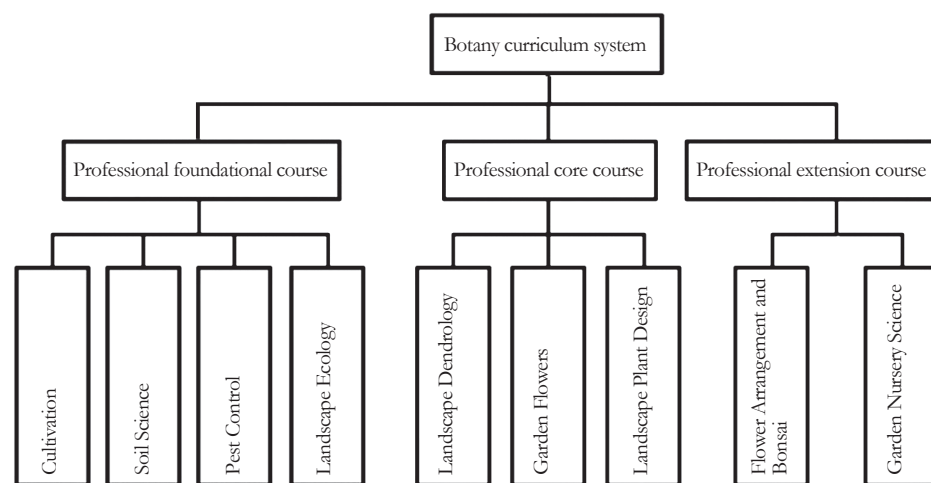 Botany curriculum system
Professional foundational course
Professional core course
Professional extension course
Cultivation
Soil Science
Pest Control
Landscape Ecology
Landscape Dendrology
Garden Flowers
Landscape Plant Design
Flower Arrangement and
Bonsai
Garden Nursery Science